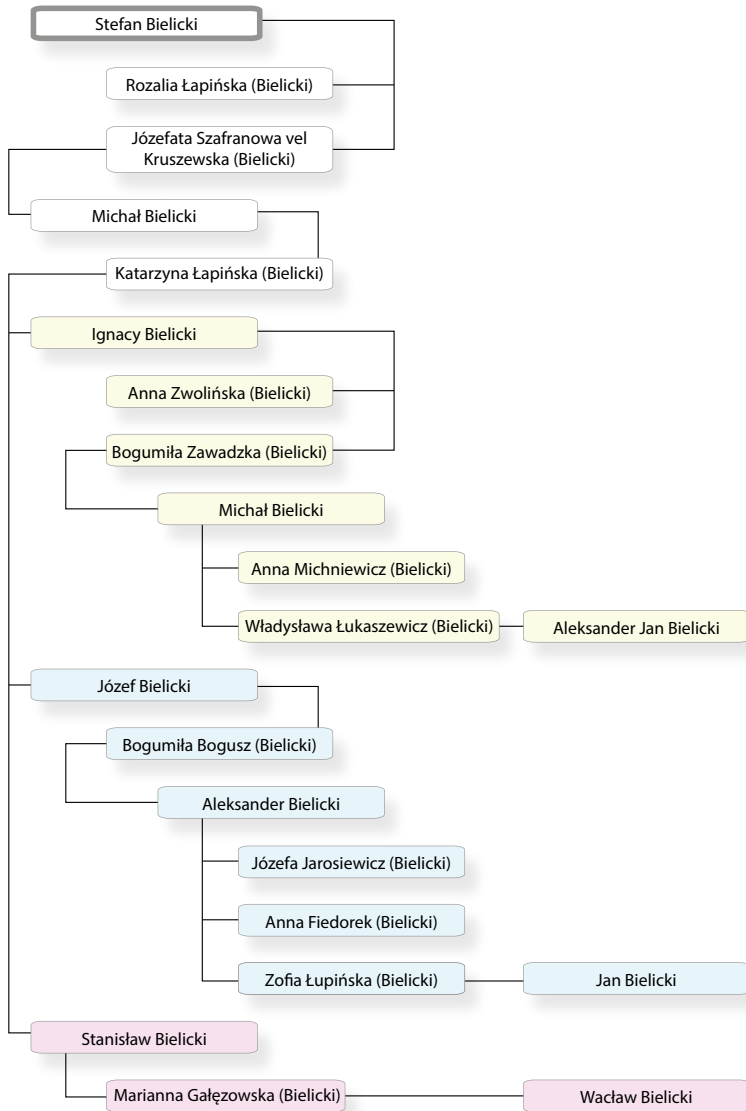 Stefan Bielicki
Rozalia Łapińska (Bielicki)
Józefata Szafranowa vel
Kruszewska (Bielicki)
Michał Bielicki
Katarzyna Łapińska (Bielicki)
Ignacy Bielicki
Anna Zwolińska (Bielicki)
Bogumiła Zawadzka (Bielicki)
Michał Bielicki
Anna Michniewicz (Bielicki)
Władysława Łukaszewicz (Bielicki)
Aleksander Jan Bielicki
Józef Bielicki
Bogumiła Bogusz (Bielicki)
Aleksander Bielicki
Józefa Jarosiewicz (Bielicki)
Anna Fiedorek (Bielicki)
Zofia Łupińska (Bielicki)
Jan Bielicki
Stanisław Bielicki
Marianna Gałęzowska (Bielicki)
Wacław Bielicki